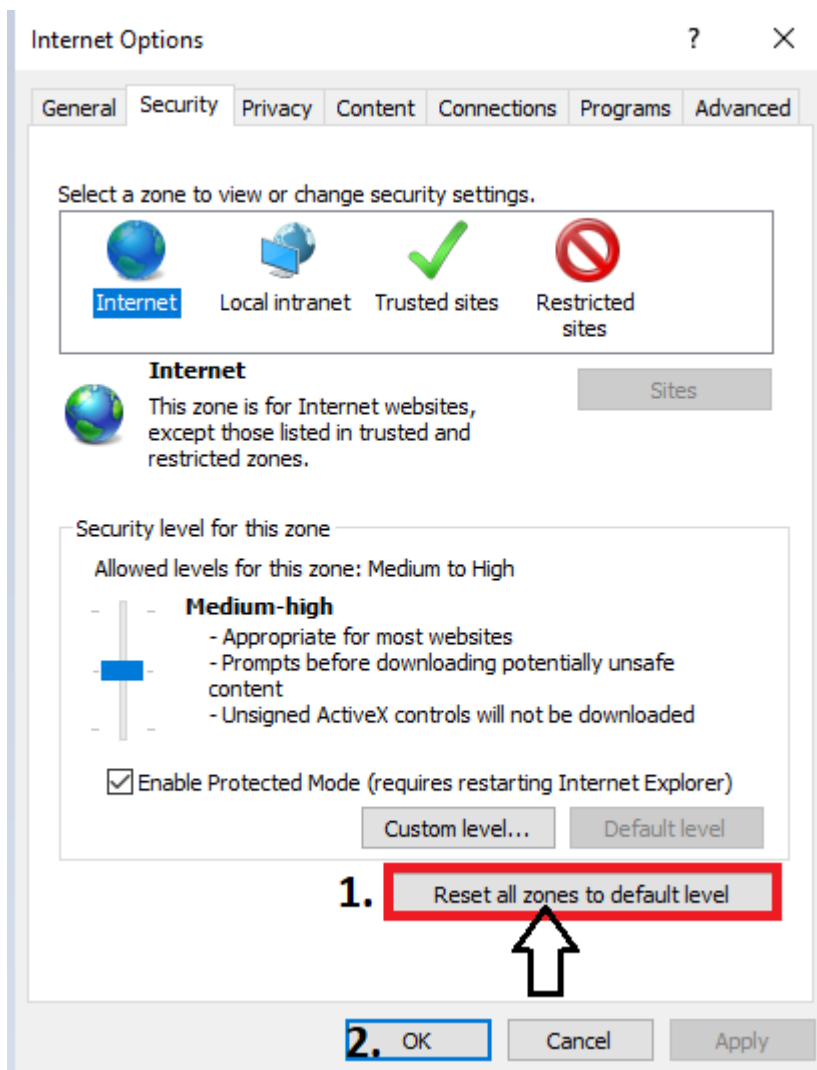 Internet Options ? ×
General Security Privacy Content Connections Programs Advanced
Select a zone to view or change security settings.
Internet Local intranet Trusted sites Restricted
sites
Internet
Sites
This zone is for Internet websites,
except those listed in trusted and
restricted zones.
Security level for this zone
Allowed levels for this zone: Medium to High
Medium-high
- Appropriate for most websites
- Prompts before downloading potentially unsafe
content
- Unsigned ActiveX controls will not be downloaded
Enable Protected Mode (requires restarting Internet Explorer)
Custom level... Default level
1. Reset all zones to default level
2. OK Cancel Apply